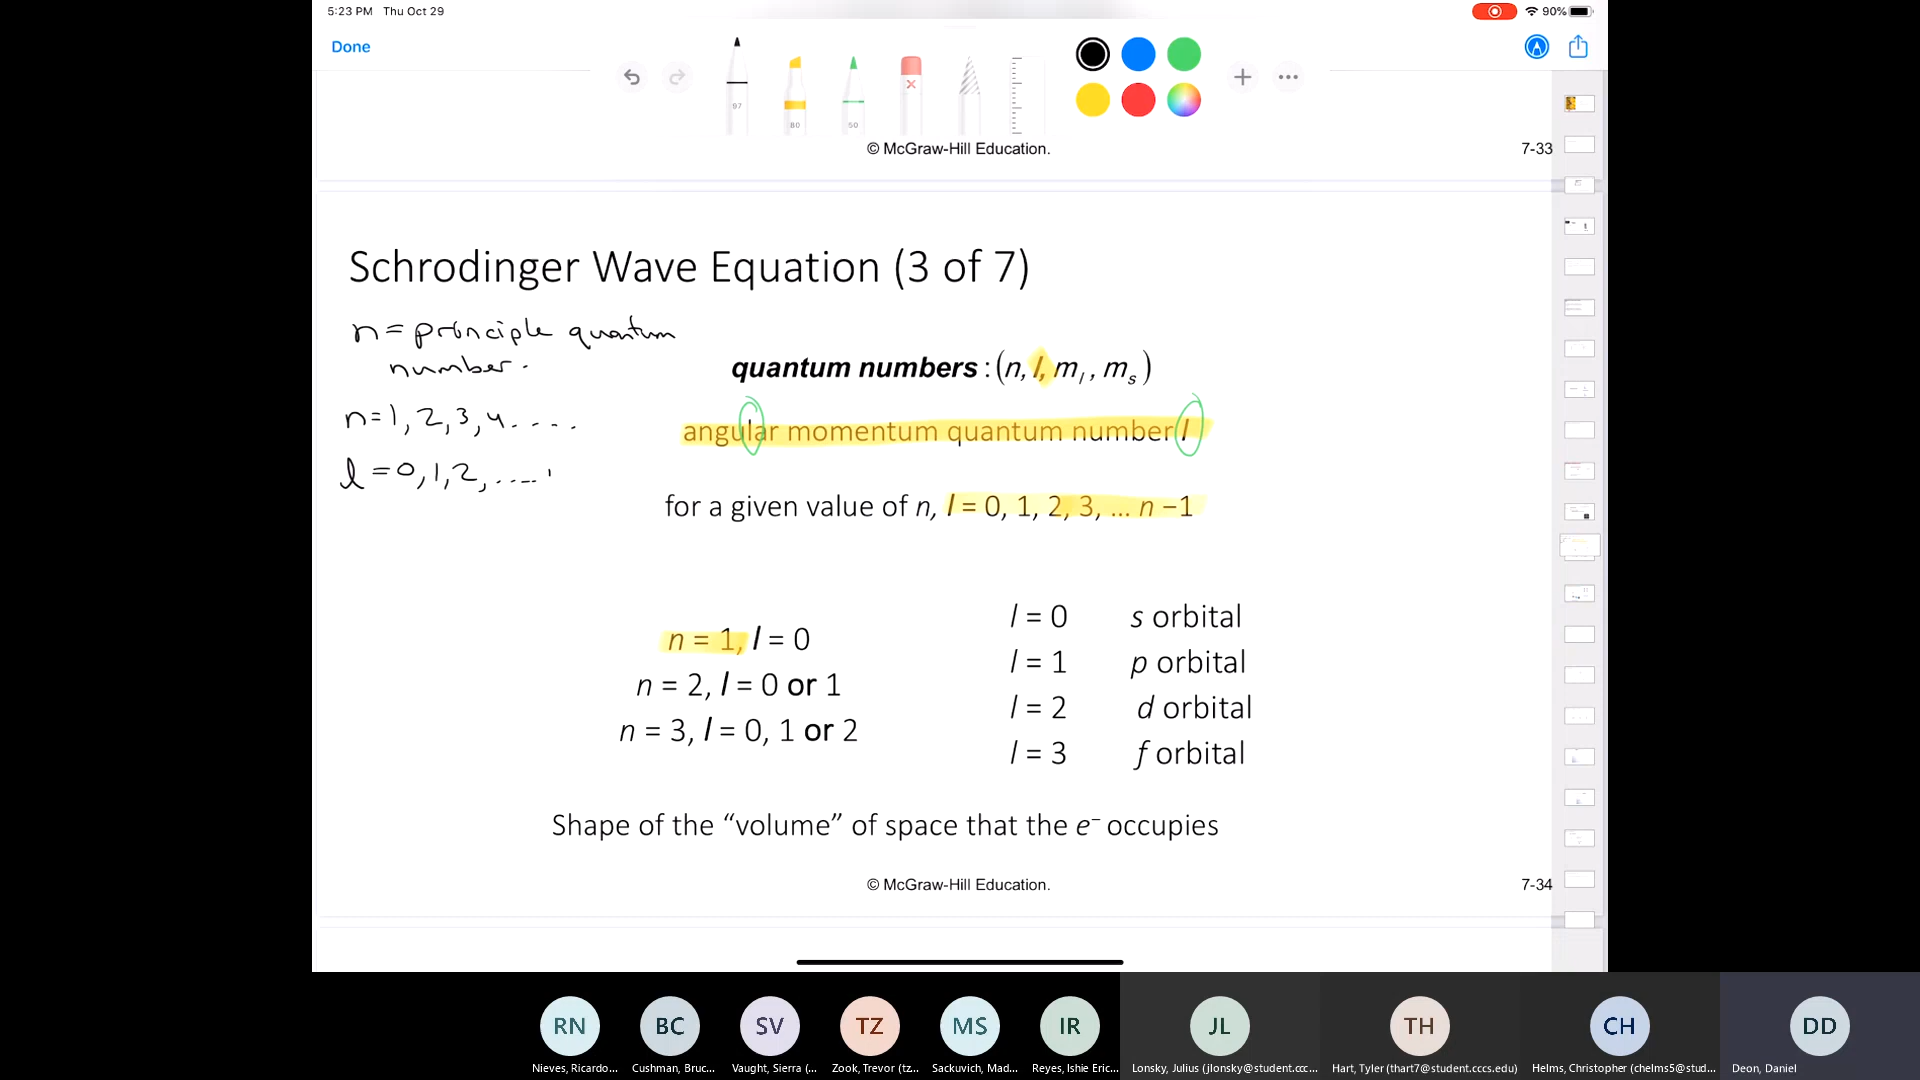 5:23 PM Thu Oct 29
90%
Done
97
80
50
© McGraw-Hill Education.
7-33
Schrodinger Wave Equation (3 of 7)
n = principle quantum
number.
quantum numbers : (n, l, mₗ , mₛ )
n=1, 2, 3, 4.....
angular momentum quantum number l
l = 0, 1, 2, .....
for a given value of n, l = 0, 1, 2, 3, ... n −1
n = 1, l = 0
n = 2, l = 0 or 1
n = 3, l = 0, 1 or 2
l = 0 s orbital
l = 1 p orbital
l = 2 d orbital
l = 3 f orbital
Shape of the “volume” of space that the e⁻ occupies
© McGraw-Hill Education.
7-34
RN BC SV TZ MS IR JL TH CH DD
Nieves, Ricardo... Cushman, Bruc... Vaught, Sierra (... Zook, Trevor (tz... Sackuvich, Mad... Reyes, Ishie Eric... Lonsky, Julius (jlonsky@student.ccc... Hart, Tyler (thart7@student.cccs.edu) Helms, Christopher (chelms5@stud... Deon, Daniel